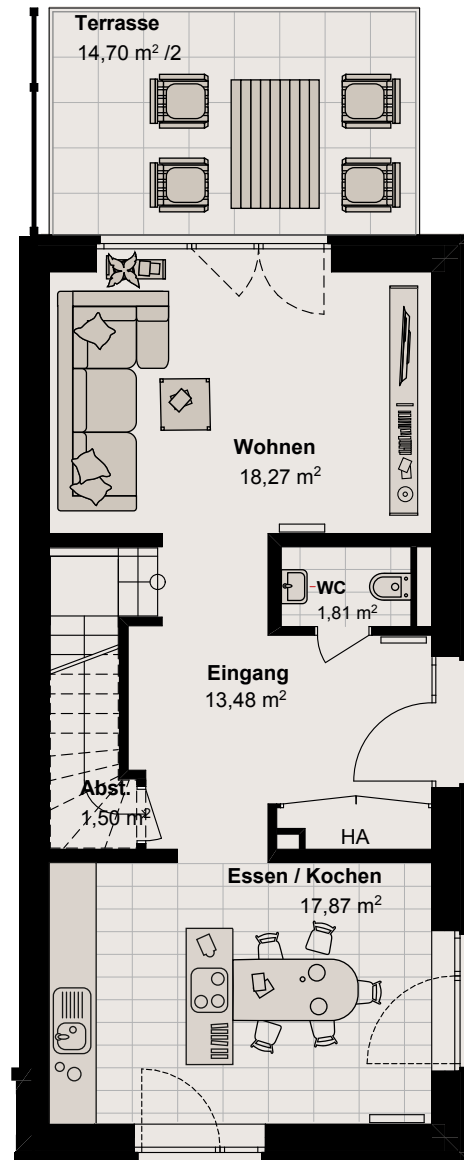 Terrasse
14,70 m² /2
Wohnen
18,27 m²
WC
1,81 m²
Eingang
13,48 m²
Abst.
1,50 m²
HA
Essen / Kochen
17,87 m²